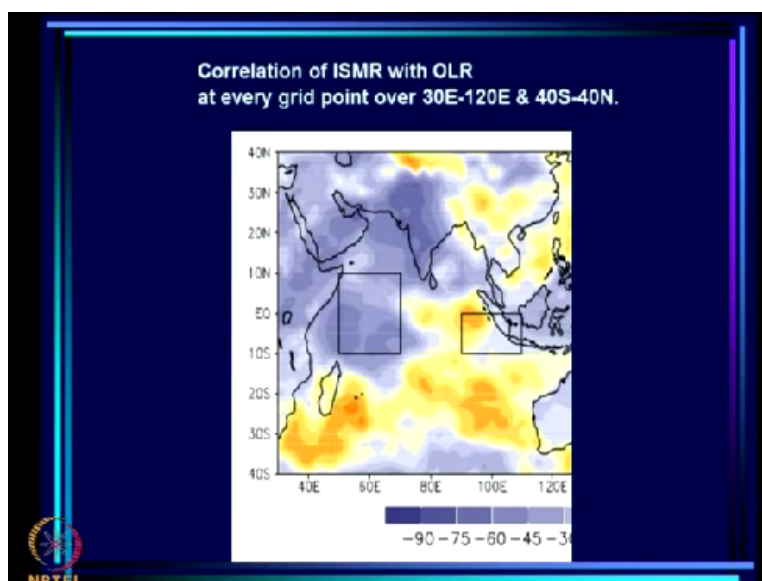 Correlation of ISMR with OLR
at every grid point over 30E-120E & 40S-40N.
40N
30N
20N
10N
EQ
10S
20S
30S
40S
40E 60E 80E 100E 120E
-90 -75 -60 -45 -30
NPTEL